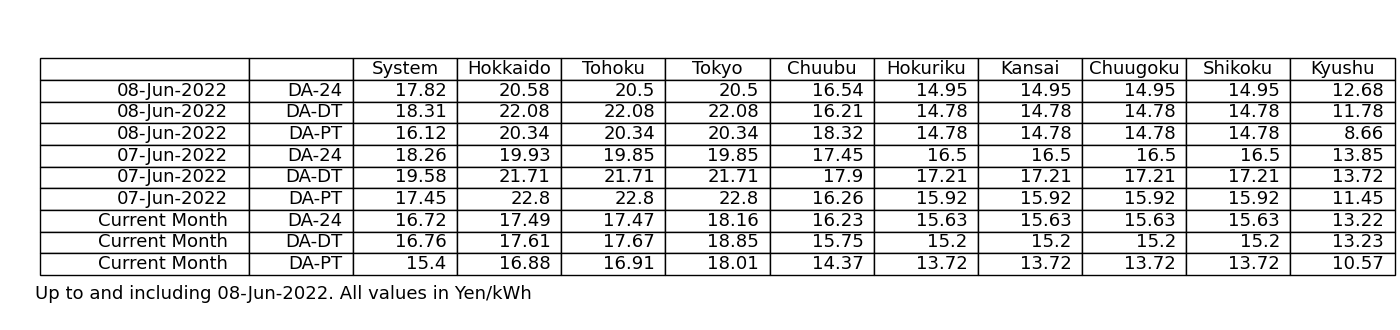 System Hokkaido Tohoku Tokyo Chuubu Hokuriku Kansai Chuugoku Shikoku Kyushu
08-Jun-2022 DA-24 17.82 20.58 20.5 20.5 16.54 14.95 14.95 14.95 14.95 12.68
08-Jun-2022 DA-DT 18.31 22.08 22.08 22.08 16.21 14.78 14.78 14.78 14.78 11.78
08-Jun-2022 DA-PT 16.12 20.34 20.34 20.34 18.32 14.78 14.78 14.78 14.78 8.66
07-Jun-2022 DA-24 18.26 19.93 19.85 19.85 17.45 16.5 16.5 16.5 16.5 13.85
07-Jun-2022 DA-DT 19.58 21.71 21.71 21.71 17.9 17.21 17.21 17.21 17.21 13.72
07-Jun-2022 DA-PT 17.45 22.8 22.8 22.8 16.26 15.92 15.92 15.92 15.92 11.45
Current Month DA-24 16.72 17.49 17.47 18.16 16.23 15.63 15.63 15.63 15.63 13.22
Current Month DA-DT 16.76 17.61 17.67 18.85 15.75 15.2 15.2 15.2 15.2 13.23
Current Month DA-PT 15.4 16.88 16.91 18.01 14.37 13.72 13.72 13.72 13.72 10.57
Up to and including 08-Jun-2022. All values in Yen/kWh